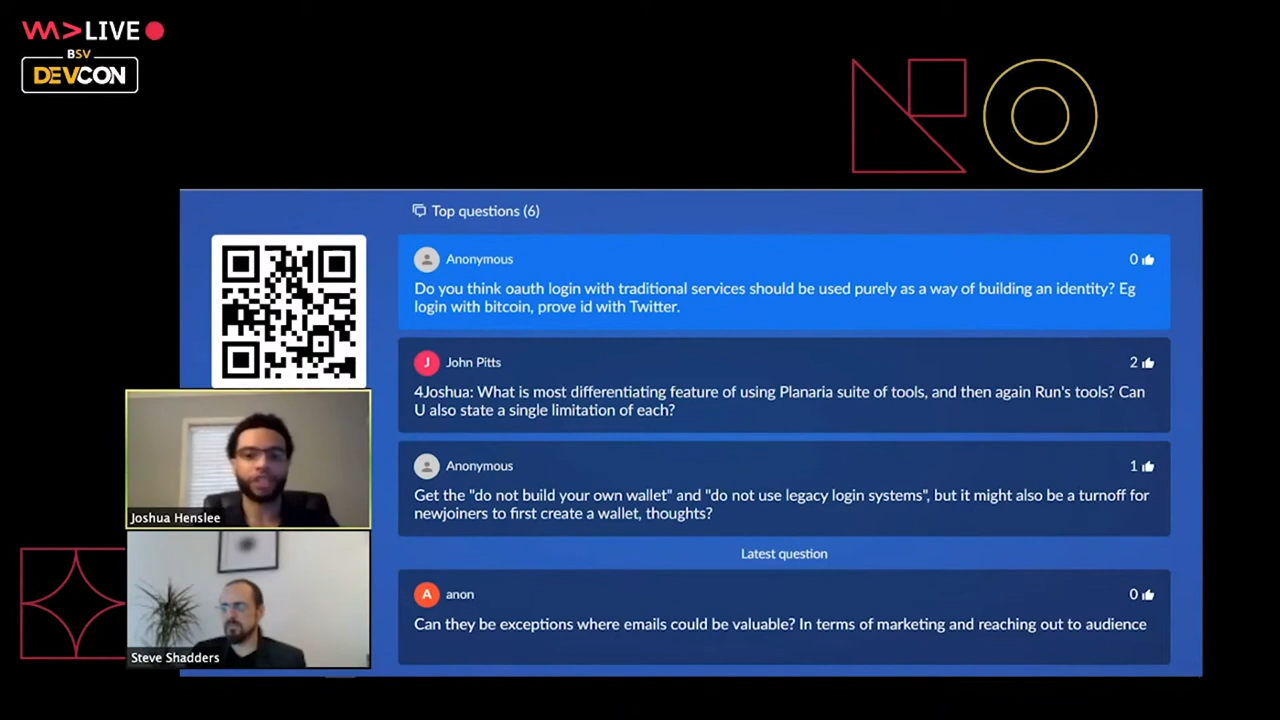 LIVE
BSV
DEVCON
Top questions (6)
Anonymous
0
Do you think oauth login with traditional services should be used purely as a way of building an identity? Eg
login with bitcoin, prove id with Twitter.
J
John Pitts
2
4Joshua: What is most differentiating feature of using Planaria suite of tools, and then again Run's tools? Can
U also state a single limitation of each?
Anonymous
1
Get the "do not build your own wallet" and "do not use legacy login systems", but it might also be a turnoff for
newjoiners to first create a wallet, thoughts?
Latest question
A
anon
0
Can they be exceptions where emails could be valuable? In terms of marketing and reaching out to audience
Joshua Henslee
Steve Shadders